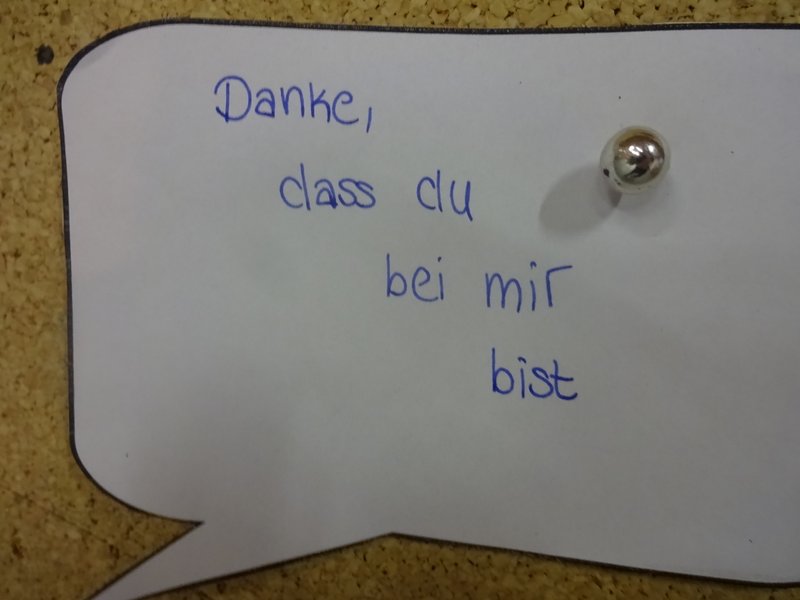 Danke,
dass du
bei mir
bist